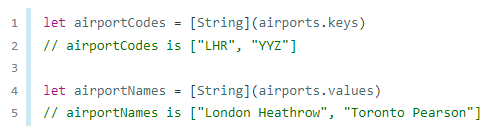 1 let airportCodes = [String](airports.keys)
2 // airportCodes is ["LHR", "YYZ"]
3
4 let airportNames = [String](airports.values)
5 // airportNames is ["London Heathrow", "Toronto Pearson"]